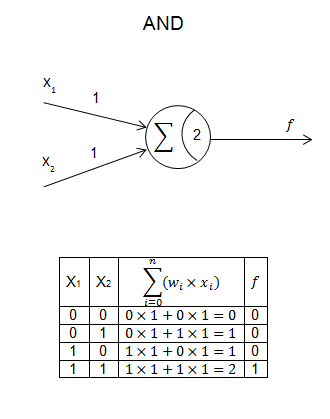 AND
X₁
1
f
∑ 2
1
X₂
X₁ X₂ n ∑ i=0 (wᵢ × xᵢ) f
0 0 0 × 1 + 0 × 1 = 0 0
0 1 0 × 1 + 1 × 1 = 1 0
1 0 1 × 1 + 0 × 1 = 1 0
1 1 1 × 1 + 1 × 1 = 2 1